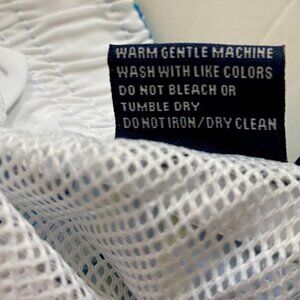 WARM GENTLE MACHINE
WASH WITH LIKE COLORS
DO NOT BLEACH OR
TUMBLE DRY
DO NOT IRON/DRY CLEAN